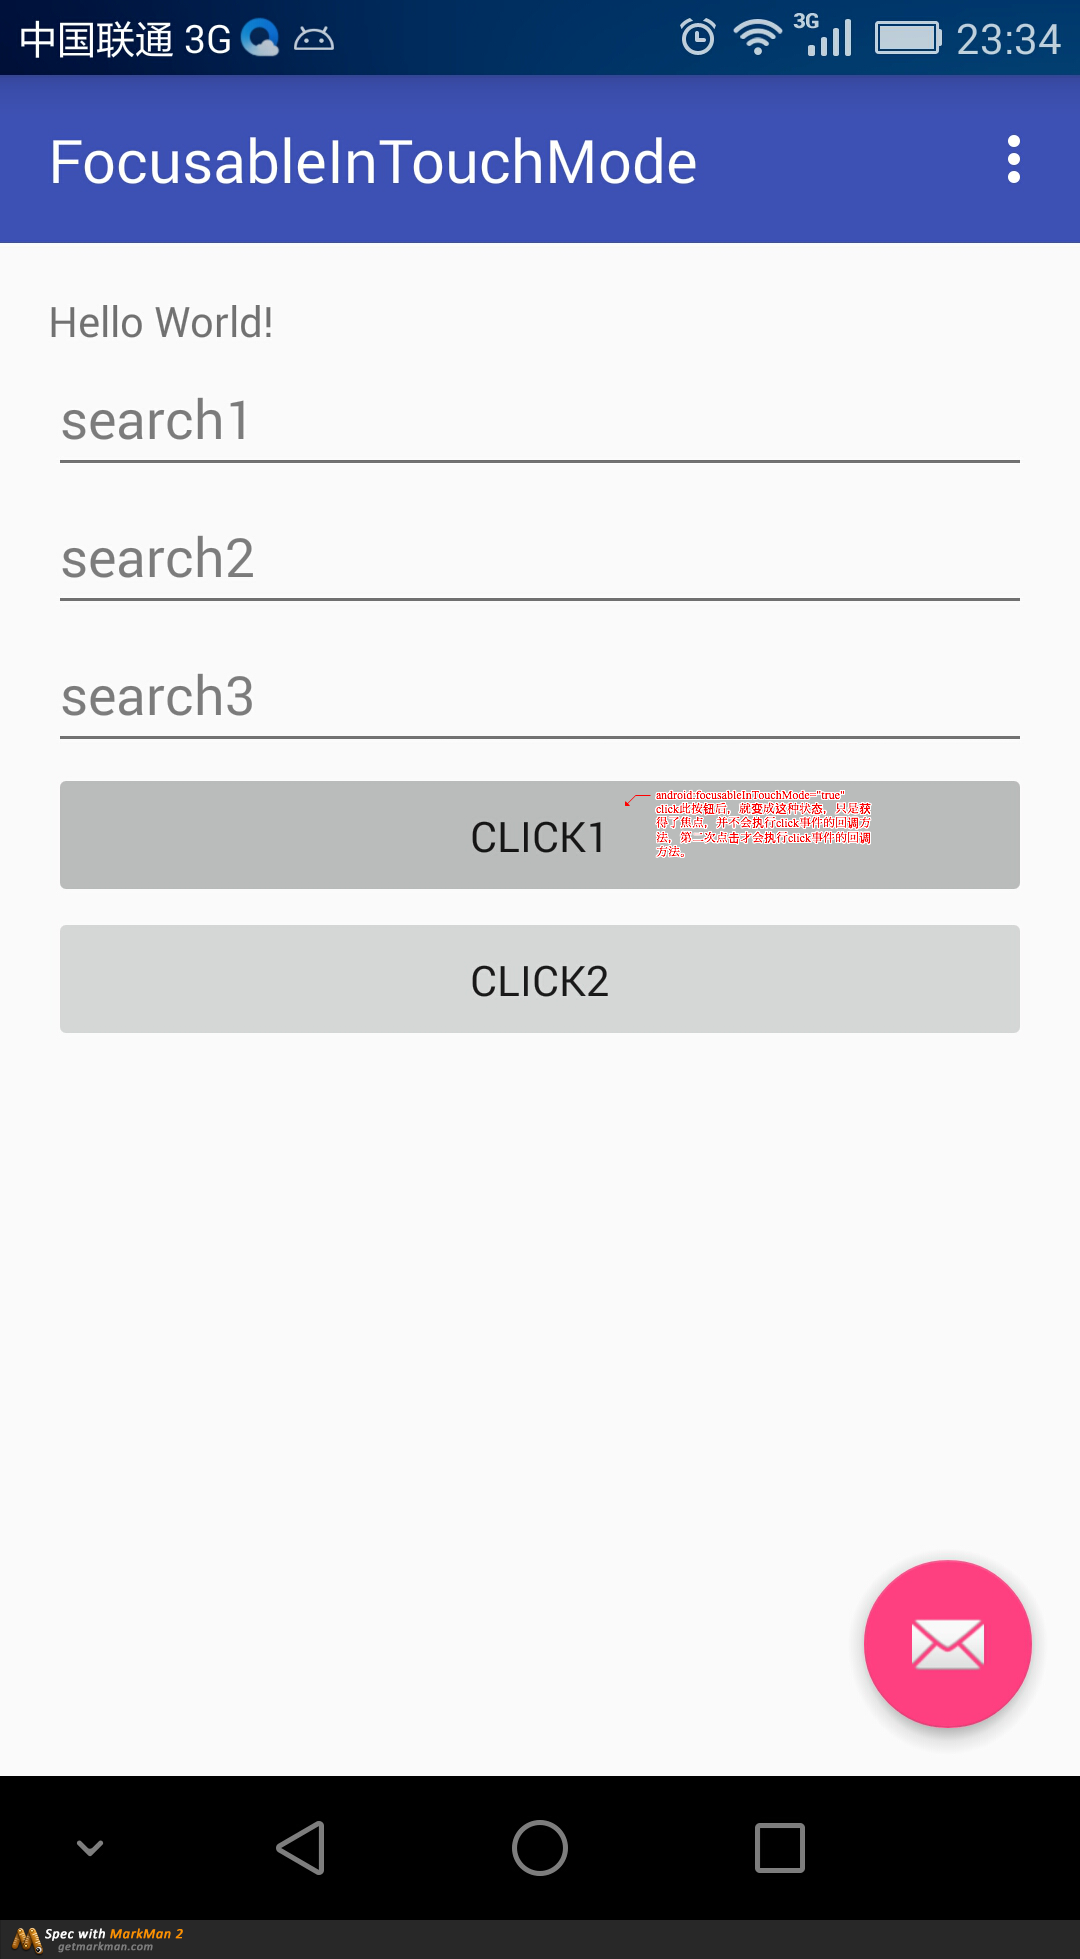 中国联通 3G 3G 23:34
FocusableInTouchMode
Hello World!
search1
search2
search3
android:focusableInTouchMode="true"
click此按钮后，就变成这种状态，只是获
得了焦点，并不会执行click事件的回调方
法，第二次点击才会执行click事件的回调
方法。
CLICK1
CLICK2
Spec with MarkMan 2
getmarkman.com